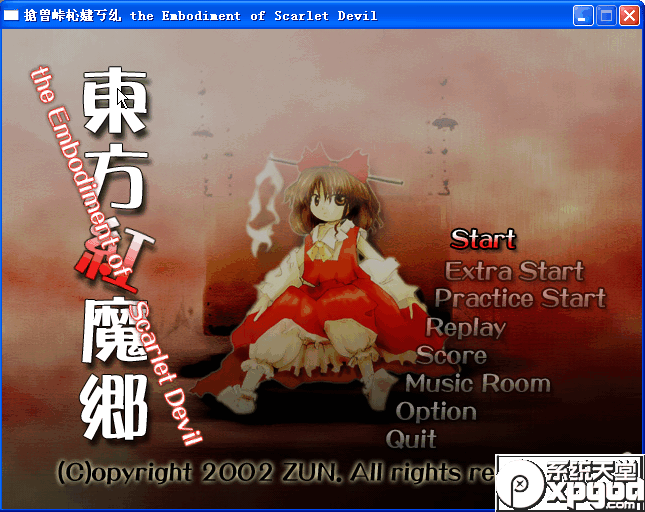 the Embodiment of Scarlet Devil
東方紅魔郷
the Embodiment of Scarlet Devil
Start
Extra Start
Practice Start
Replay
Score
Music Room
Option
Quit
(C)opyright 2002 ZUN. All rights re
系统天堂
pxpgod
.com